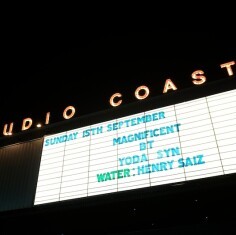 UD.IO COAST
SUNDAY 15TH SEPTEMBER
MAGNIFICENT
BT
YODA SYN
WATER: HENRY SAIZ